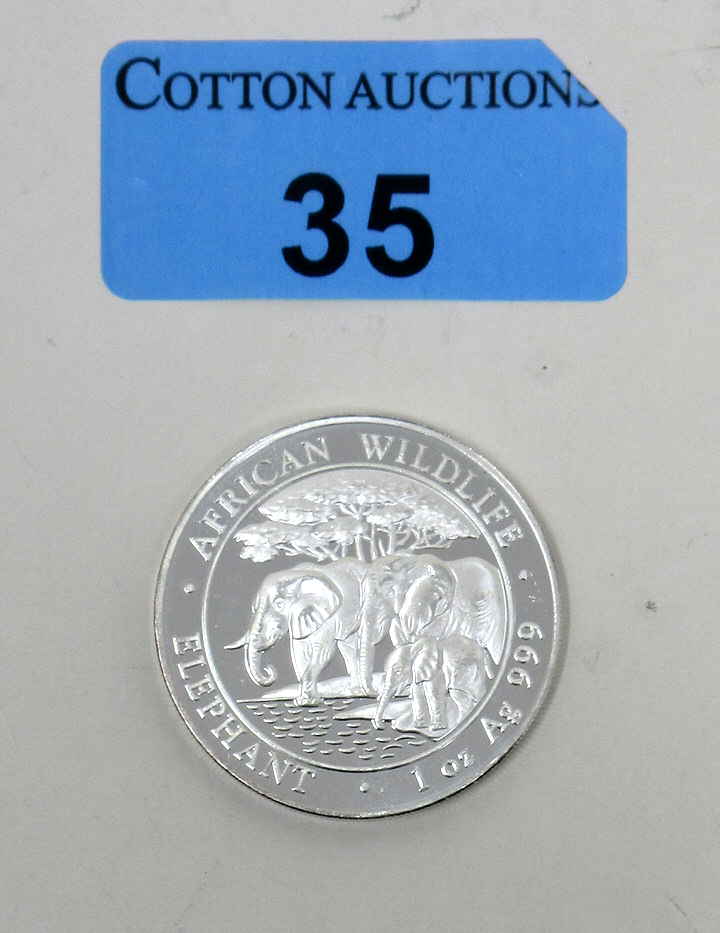 COTTON AUCTIONS
35
AFRICAN WILDLIFE
ELEPHANT · 1 oz Ag 999